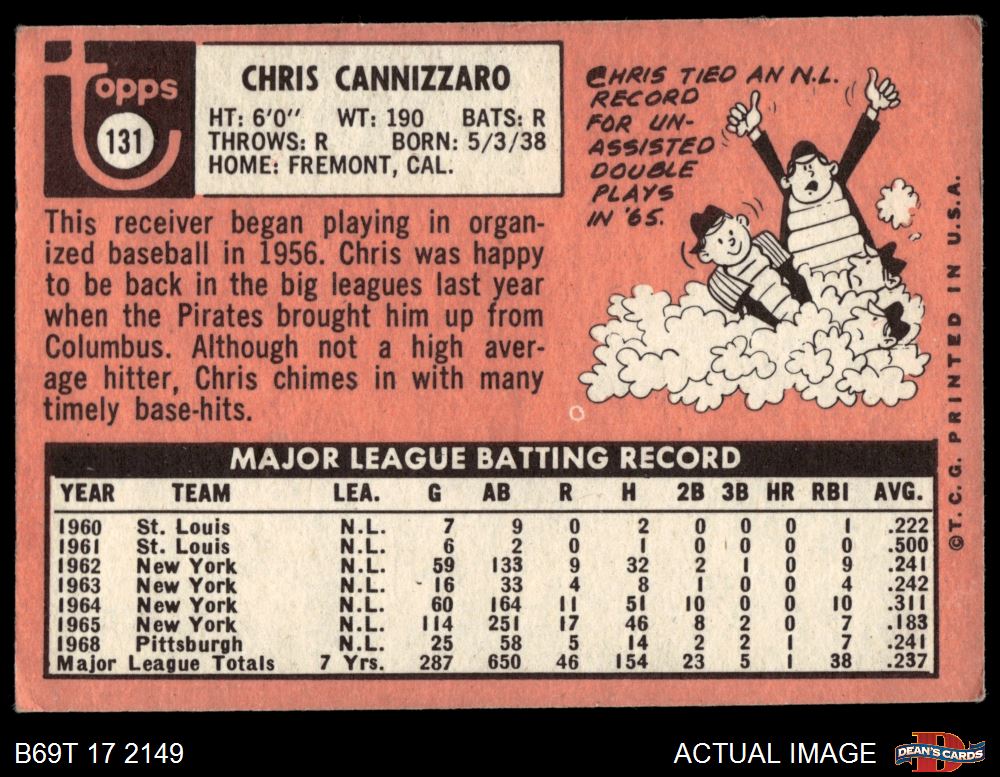 topps
131
CHRIS CANNIZZARO
HT: 6'0" WT: 190 BATS: R
THROWS: R BORN: 5/3/38
HOME: FREMONT, CAL.
This receiver began playing in organ-
ized baseball in 1956. Chris was happy
to be back in the big leagues last year
when the Pirates brought him up from
Columbus. Although not a high aver-
age hitter, Chris chimes in with many
timely base-hits.
CHRIS TIED AN N.L.
RECORD
FOR UN-
ASSISTED
DOUBLE
PLAYS
IN '65.
MAJOR LEAGUE BATTING RECORD
YEAR TEAM LEA. G AB R H 2B 3B HR RBI AVG.
1960 St. Louis N.L. 7 9 0 2 0 0 0 1 .222
1961 St. Louis N.L. 6 2 0 1 0 0 0 0 .500
1962 New York N.L. 59 133 9 32 2 1 0 9 .241
1963 New York N.L. 16 33 4 8 1 0 0 4 .242
1964 New York N.L. 60 164 11 51 10 0 0 10 .311
1965 New York N.L. 114 251 17 46 8 2 0 7 .183
1968 Pittsburgh N.L. 25 58 5 14 2 2 1 7 .241
Major League Totals 7 Yrs. 287 650 46 154 23 5 1 38 .237
©T. C. G. PRINTED IN U.S.A.
B69T 17 2149
ACTUAL IMAGE
DEAN'S CARDS